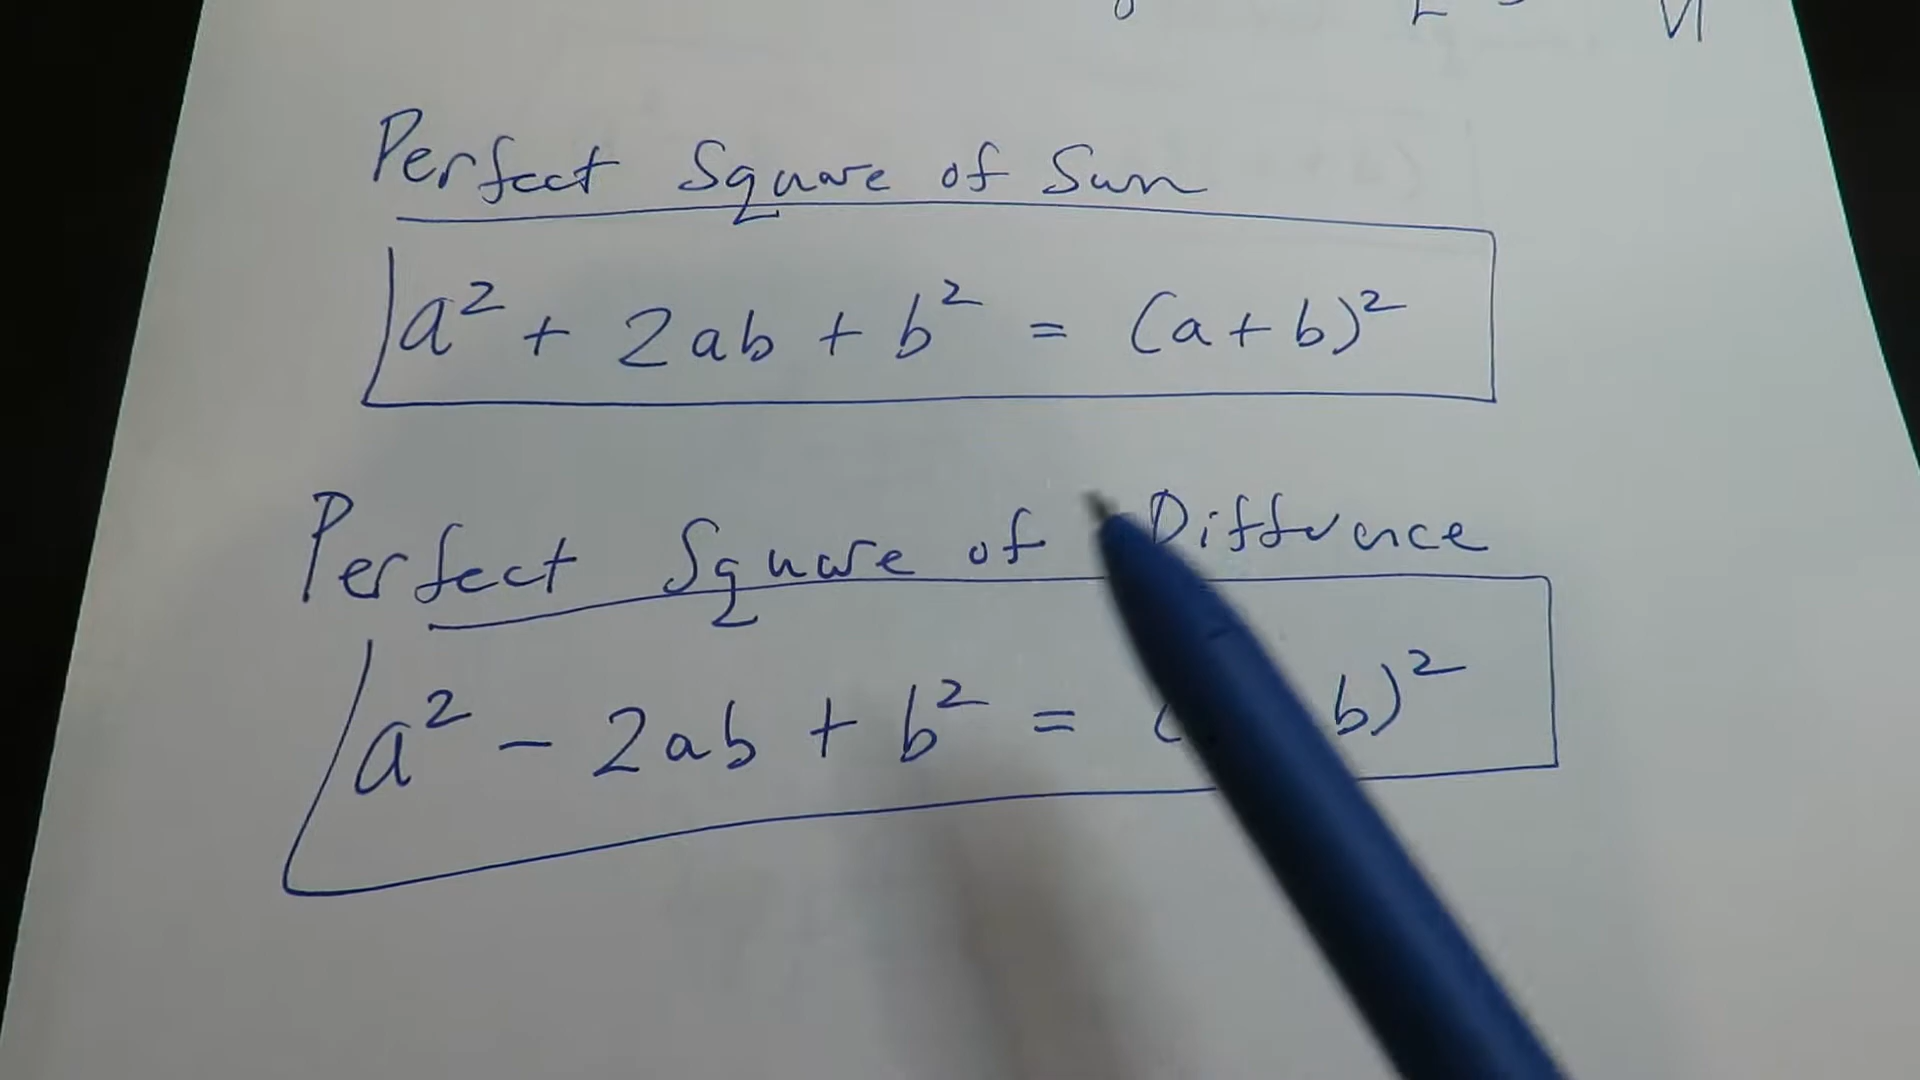 Perfect Square of Sum
a² + 2ab + b² = (a + b)²
Perfect Square of Difference
a² - 2ab + b² = ( b)²